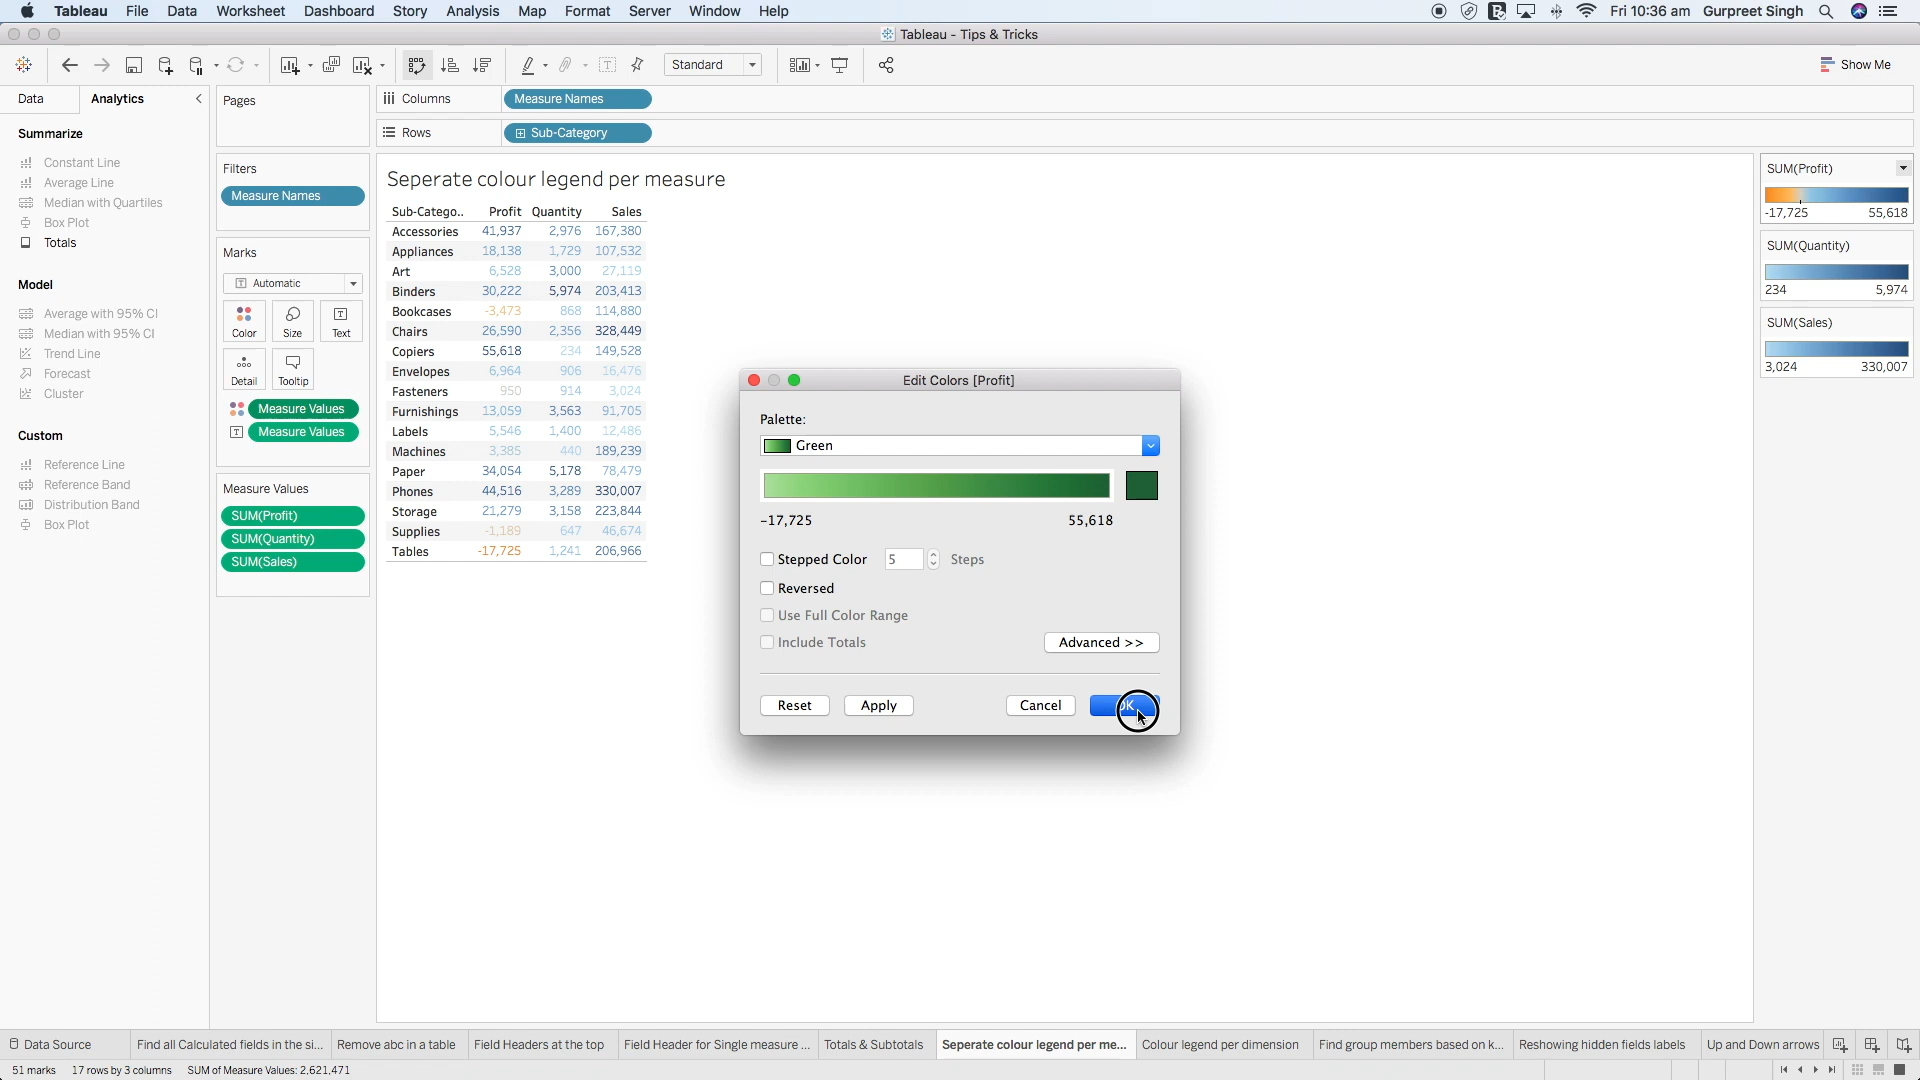 Tableau File Data Worksheet Dashboard Story Analysis Map Format Server Window Help Fri 10:36 am Gurpreet Singh
Tableau - Tips & Tricks
Standard Show Me
Data Analytics
Summarize
Constant Line
Average Line
Median with Quartiles
Box Plot
Totals
Model
Average with 95% CI
Median with 95% CI
Trend Line
Forecast
Cluster
Custom
Reference Line
Reference Band
Distribution Band
Box Plot
Pages
Filters
Measure Names
Marks
Automatic
Color Size Text
Detail Tooltip
Measure Values
Measure Values
Measure Values
SUM(Profit)
SUM(Quantity)
SUM(Sales)
Columns Measure Names
Rows Sub-Category
Seperate colour legend per measure
Sub-Catego.. Profit Quantity Sales
Accessories 41,937 2,976 167,380
Appliances 18,138 1,729 107,532
Art 6,528 3,000 27,119
Binders 30,222 5,974 203,413
Bookcases -3,473 868 114,880
Chairs 26,590 2,356 328,449
Copiers 55,618 234 149,528
Envelopes 6,964 906 16,476
Fasteners 950 914 3,024
Furnishings 13,059 3,563 91,705
Labels 5,546 1,400 12,486
Machines 3,385 440 189,239
Paper 34,054 5,178 78,479
Phones 44,516 3,289 330,007
Storage 21,279 3,158 223,844
Supplies -1,189 647 46,674
Tables -17,725 1,241 206,966
Edit Colors [Profit]
Palette:
Green
-17,725 55,618
Stepped Color 5 Steps
Reversed
Use Full Color Range
Include Totals
Advanced >>
Reset Apply Cancel OK
SUM(Profit)
-17,725 55,618
SUM(Quantity)
234 5,974
SUM(Sales)
3,024 330,007
Data Source Find all Calculated fields in the si... Remove abc in a table Field Headers at the top Field Header for Single measure ... Totals & Subtotals Seperate colour legend per me... Colour legend per dimension Find group members based on k... Reshowing hidden fields labels Up and Down arrows
51 marks 17 rows by 3 columns SUM of Measure Values: 2,621,471